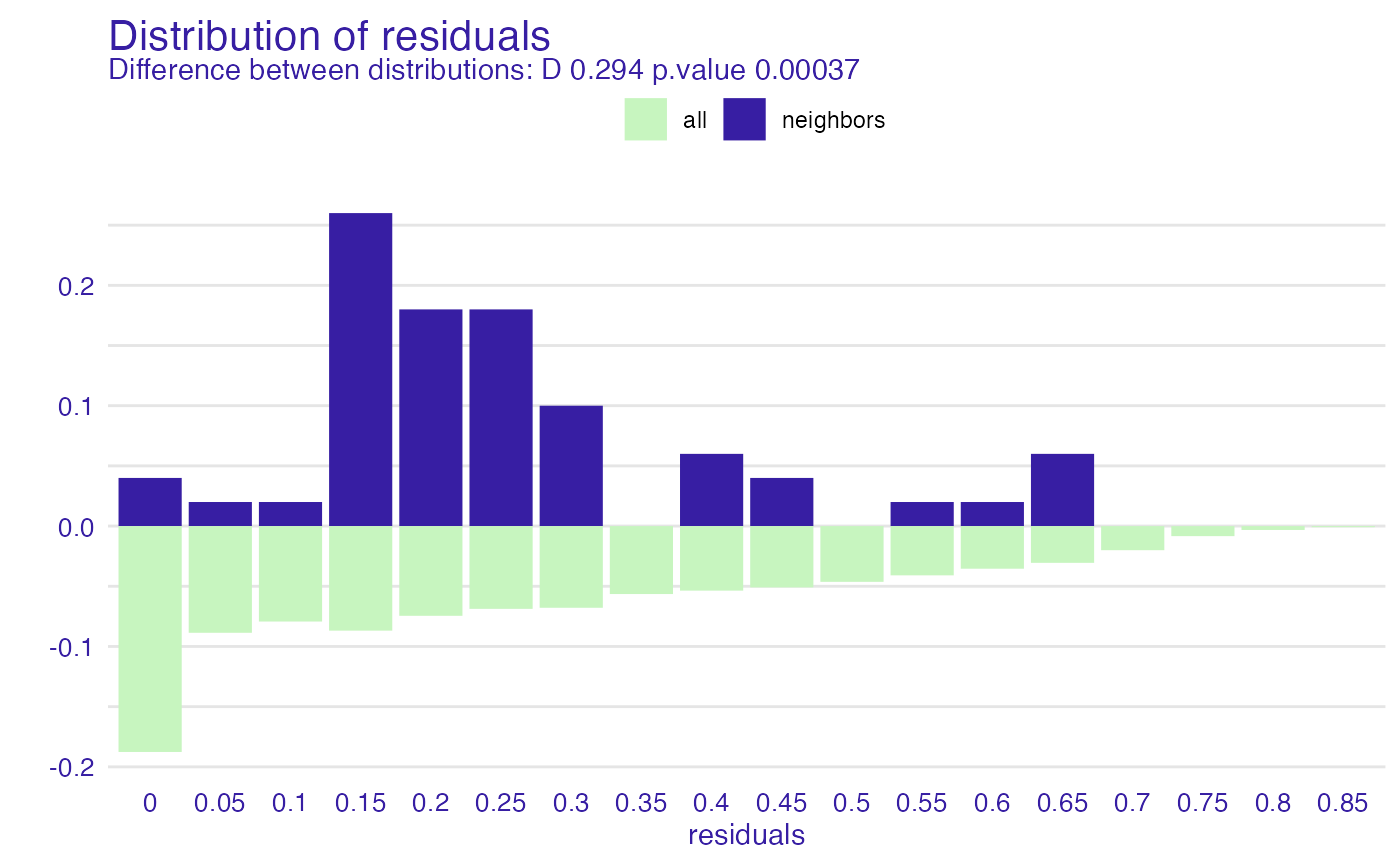 Distribution of residuals
Difference between distributions: D 0.294 p.value 0.00037
all neighbors
0.2
0.1
0.0
-0.1
-0.2
0 0.05 0.1 0.15 0.2 0.25 0.3 0.35 0.4 0.45 0.5 0.55 0.6 0.65 0.7 0.75 0.8 0.85
residuals